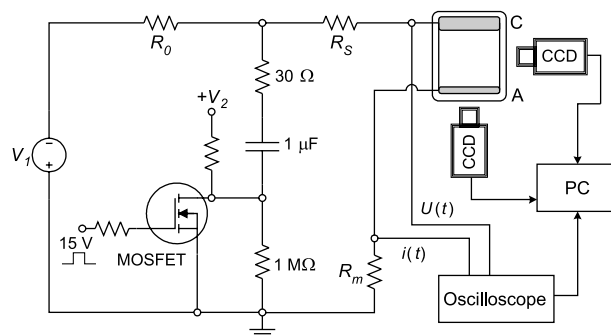 R0
RS
C
CCD
30 Ω
+V2
A
1 µF
CCD
V1
PC
U(t)
15 V
MOSFET
1 MΩ
Rm
i(t)
Oscilloscope